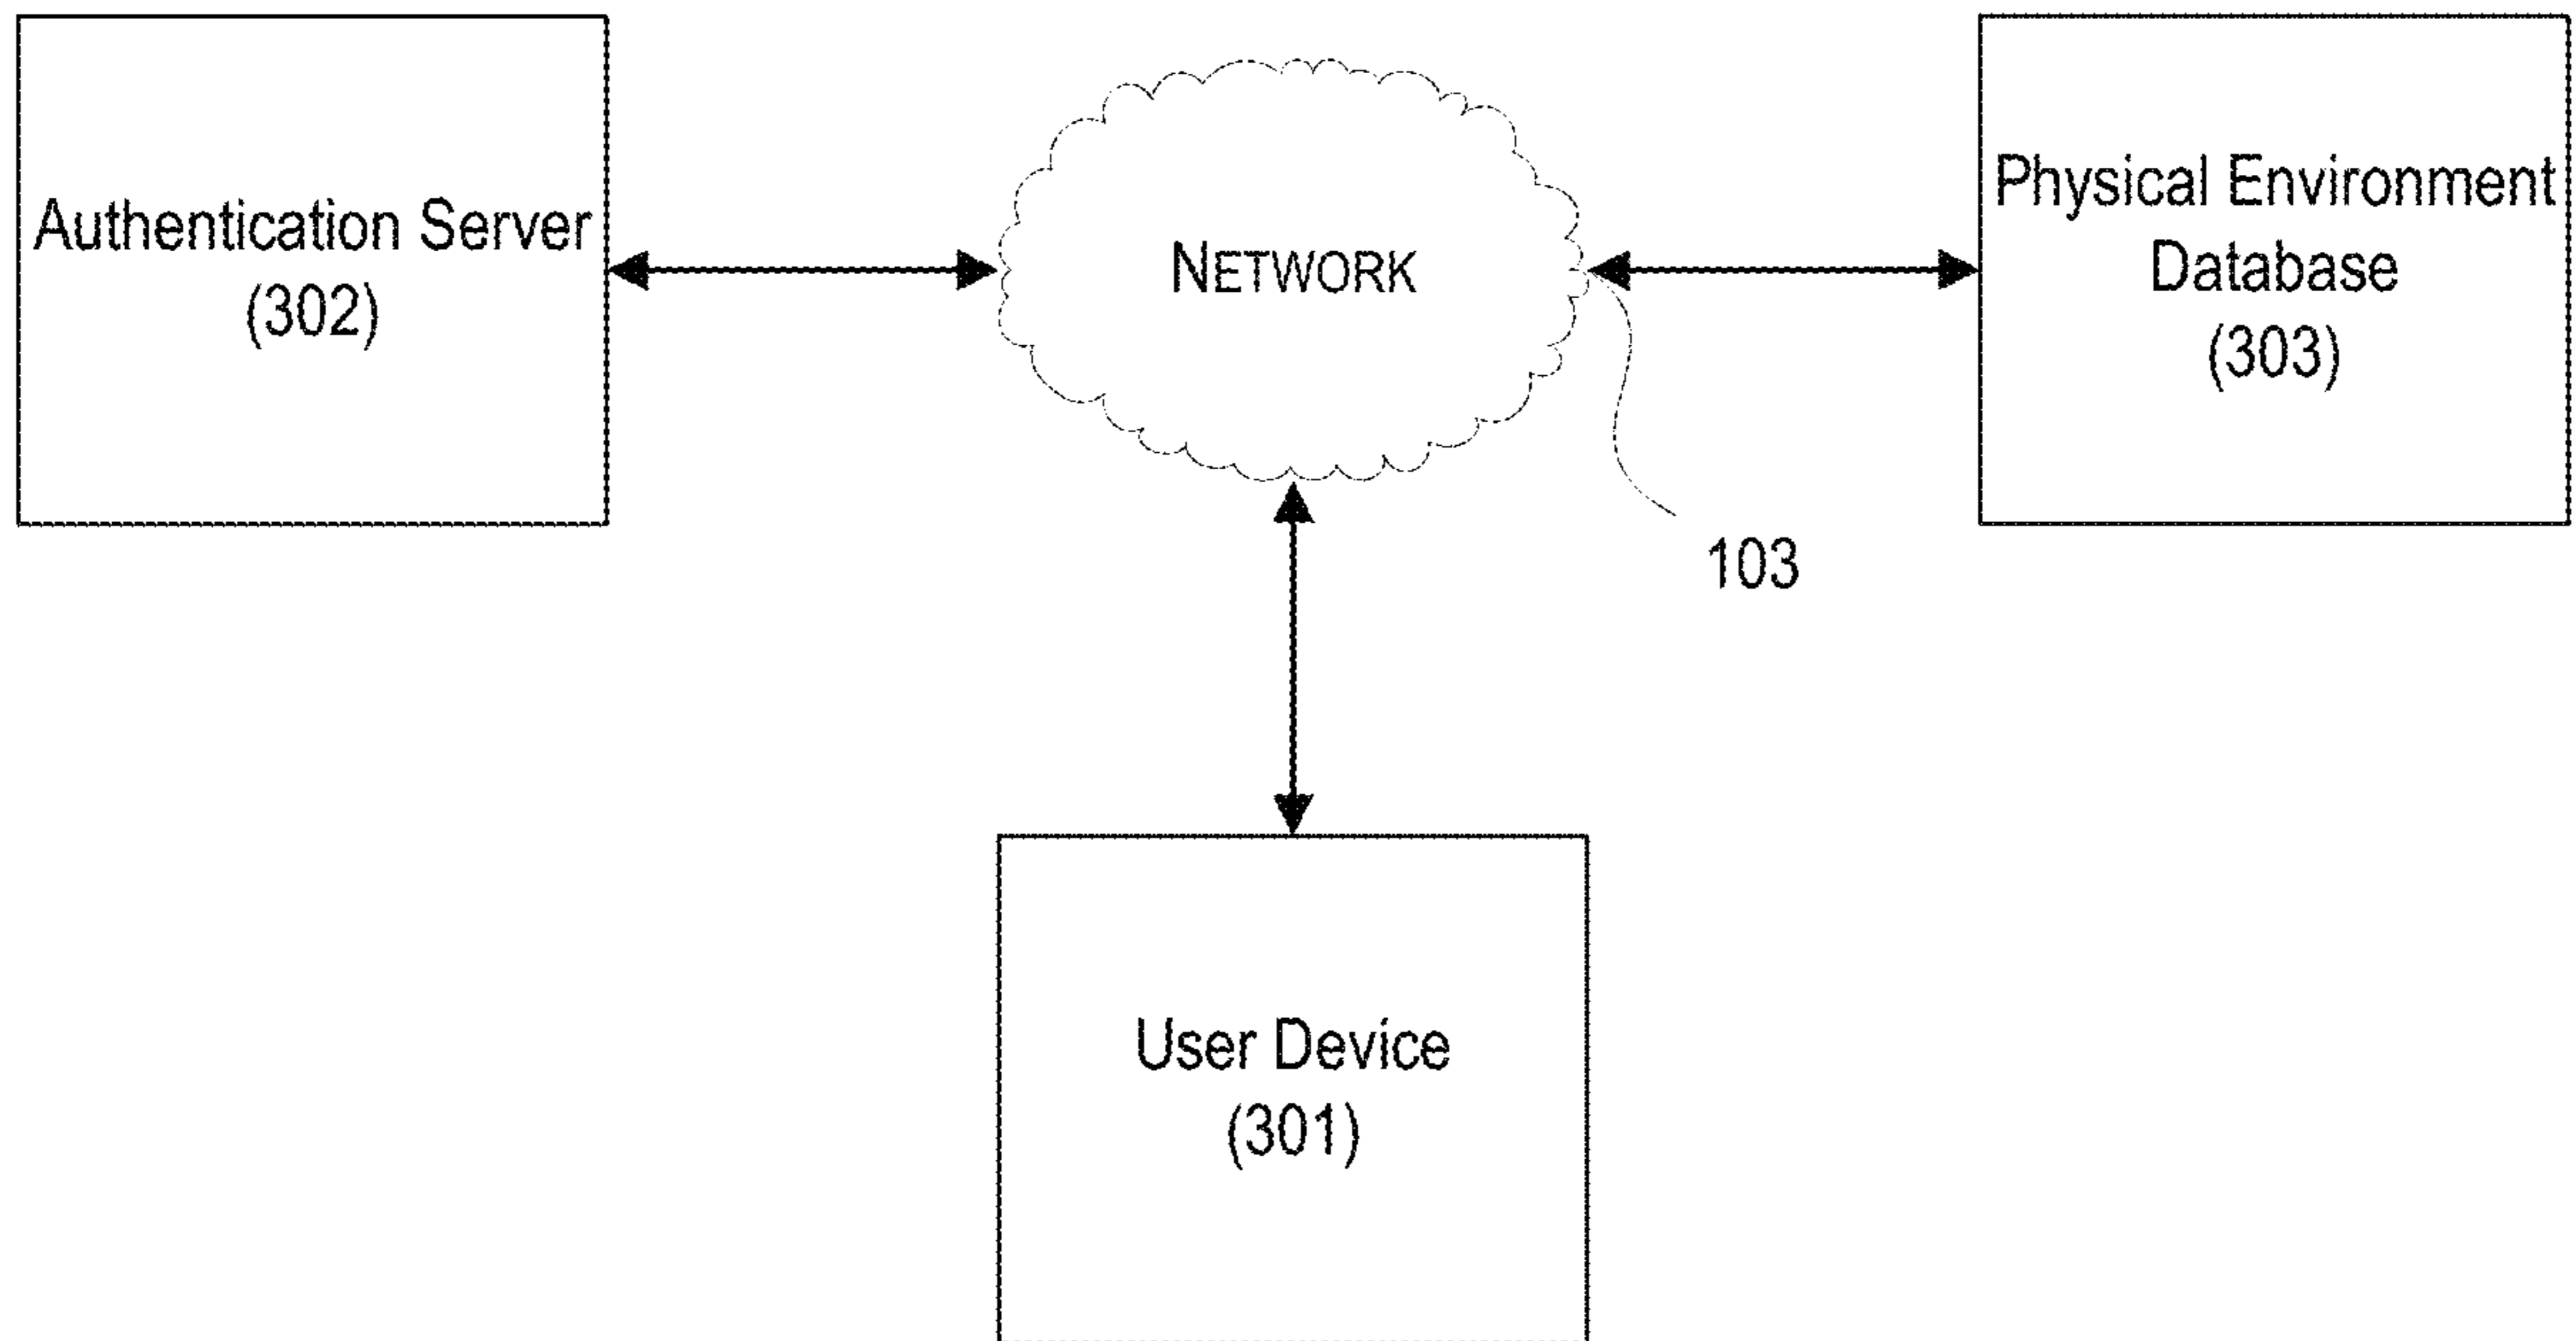 Authentication Server
(302)
NETWORK
Physical Environment
Database
(303)
103
User Device
(301)